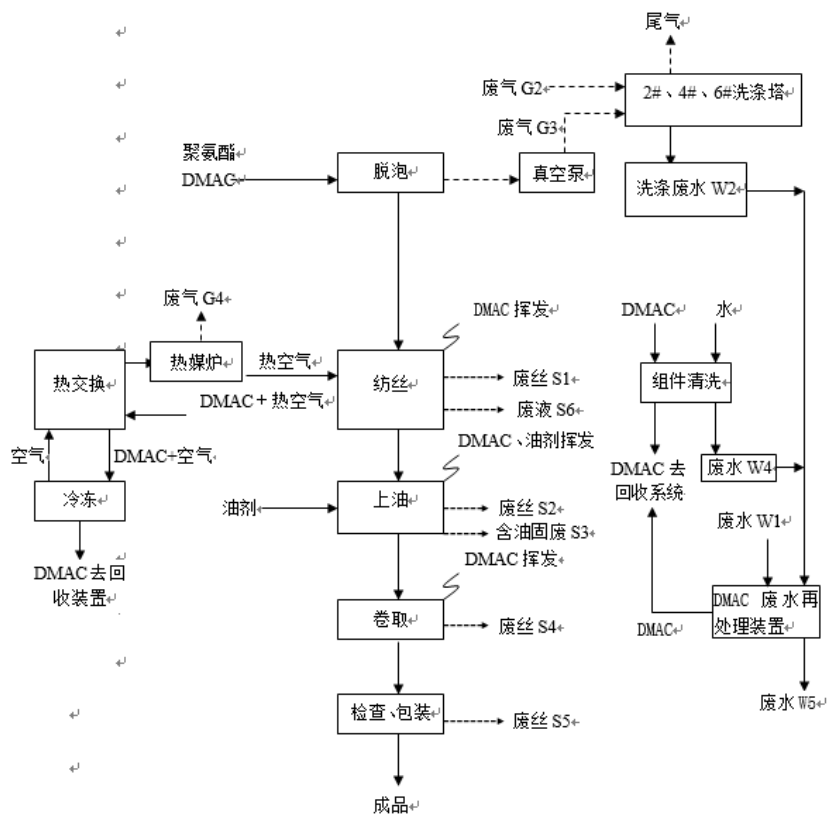 尾气
废气 G2
2#、4#、6#洗涤塔
废气 G3
聚氨酯
DMAC
脱泡
真空泵
洗涤废水 W2
废气 G4
DMAC 挥发
DMAC
水
热交换
热媒炉
热空气
纺丝
废丝 S1
组件清洗
DMAC＋热空气
废液 S6
空气
DMAC+空气
DMAC、油剂挥发
DMAC 去
回收系统
废水 W4
冷冻
油剂
上油
废丝 S2
含油固废 S3
废水 W1
DMAC 去回
收装置
DMAC 挥发
DMAC 废水再
处理装置
卷取
废丝 S4
DMAC
检查、包装
废丝 S5
废水 W5
成品